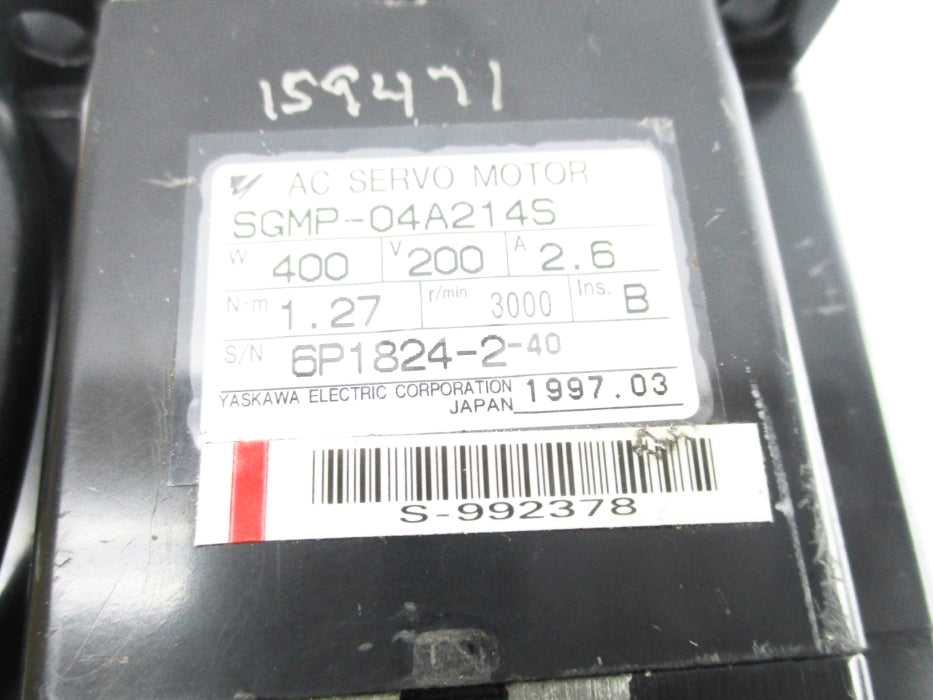 159471
AC SERVO MOTOR
SGMP-04A214S
W 400 V 200 A 2.6
N·m 1.27 r/min 3000 Ins. B
S/N 6P1824-2-40
YASKAWA ELECTRIC CORPORATION
JAPAN 1997.03
S-992378